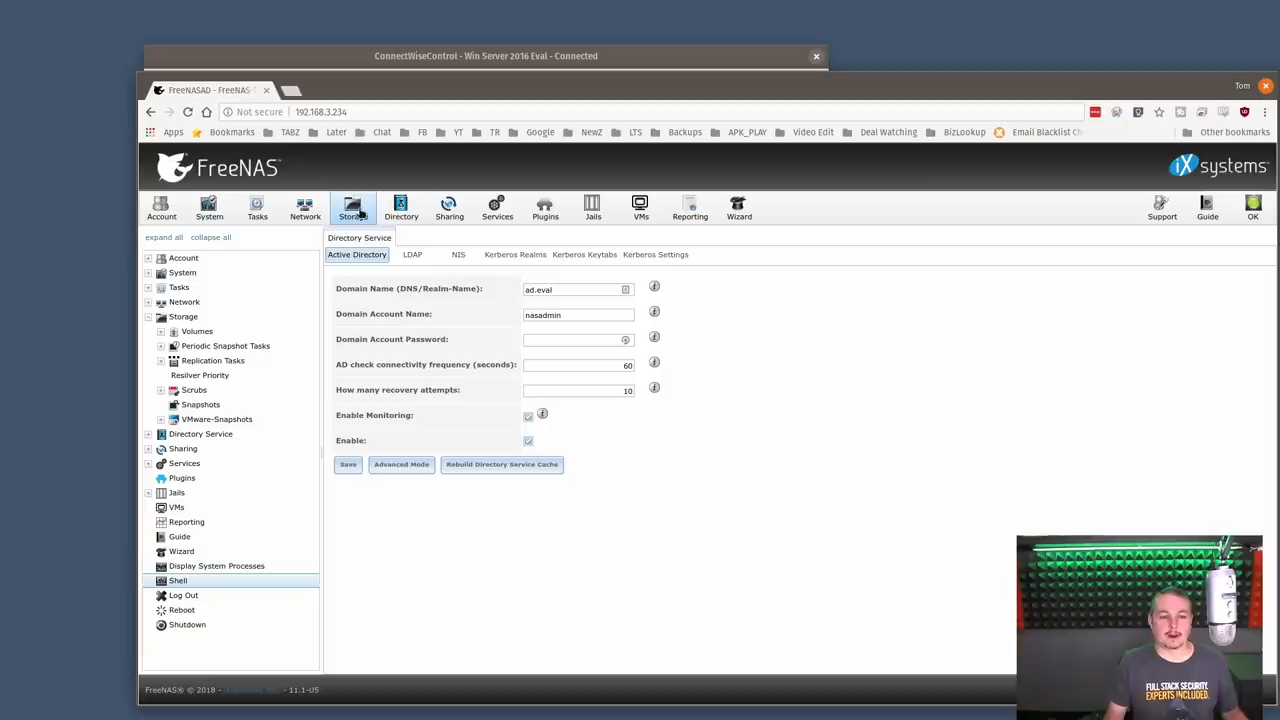 ConnectWiseControl - Win Server 2016 Eval - Connected
FreeNASAD - FreeNAS-
Tom
Not secure
192.168.3.234
Apps
Bookmarks
TABZ
Later
Chat
FB
YT
TR
Google
NewZ
LTS
Backups
APK_PLAY
Video Edit
Deal Watching
BizLookup
Email Blacklist Ch
Other bookmarks
FreeNAS
iXsystems
Account
System
Tasks
Network
Storage
Directory
Sharing
Services
Plugins
Jails
VMs
Reporting
Wizard
Support
Guide
OK
expand all
collapse all
Account
System
Tasks
Network
Storage
Volumes
Periodic Snapshot Tasks
Replication Tasks
Resilver Priority
Scrubs
Snapshots
VMware-Snapshots
Directory Service
Sharing
Services
Plugins
Jails
VMs
Reporting
Guide
Wizard
Display System Processes
Shell
Log Out
Reboot
Shutdown
Directory Service
Active Directory
LDAP
NIS
Kerberos Realms
Kerberos Keytabs
Kerberos Settings
Domain Name (DNS/Realm-Name):
ad.eval
Domain Account Name:
nasadmin
Domain Account Password:
AD check connectivity frequency (seconds):
60
How many recovery attempts:
10
Enable Monitoring:
Enable:
Save
Advanced Mode
Rebuild Directory Service Cache
FULL STACK SECURITY.
EXPERTS INCLUDED.
FreeNAS® © 2018 -
- 11.1-U5